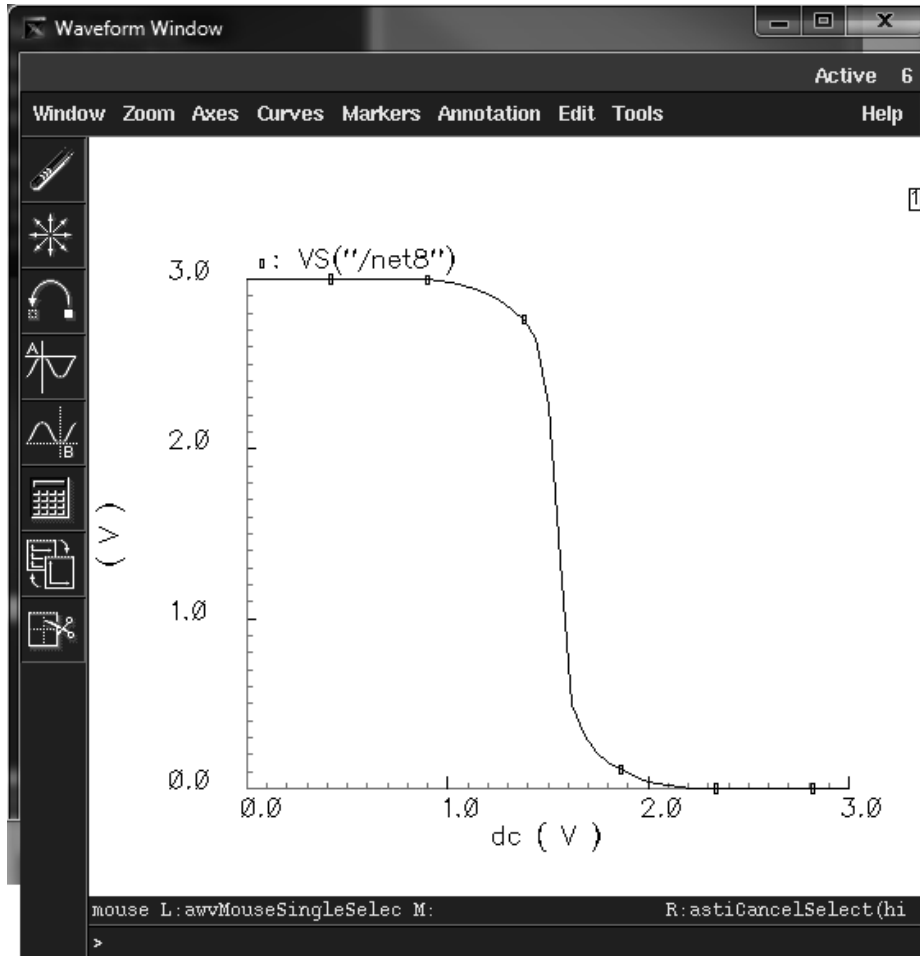 Waveform Window
Active 6
Window Zoom Axes Curves Markers Annotation Edit Tools Help
1
▯: VS("/net8")
3.0
2.0
(V)
1.0
0.0
0.0 1.0 2.0 3.0
dc ( V )
A
B
mouse L:awvMouseSingleSelec M: R:astiCancelSelect(hi
>